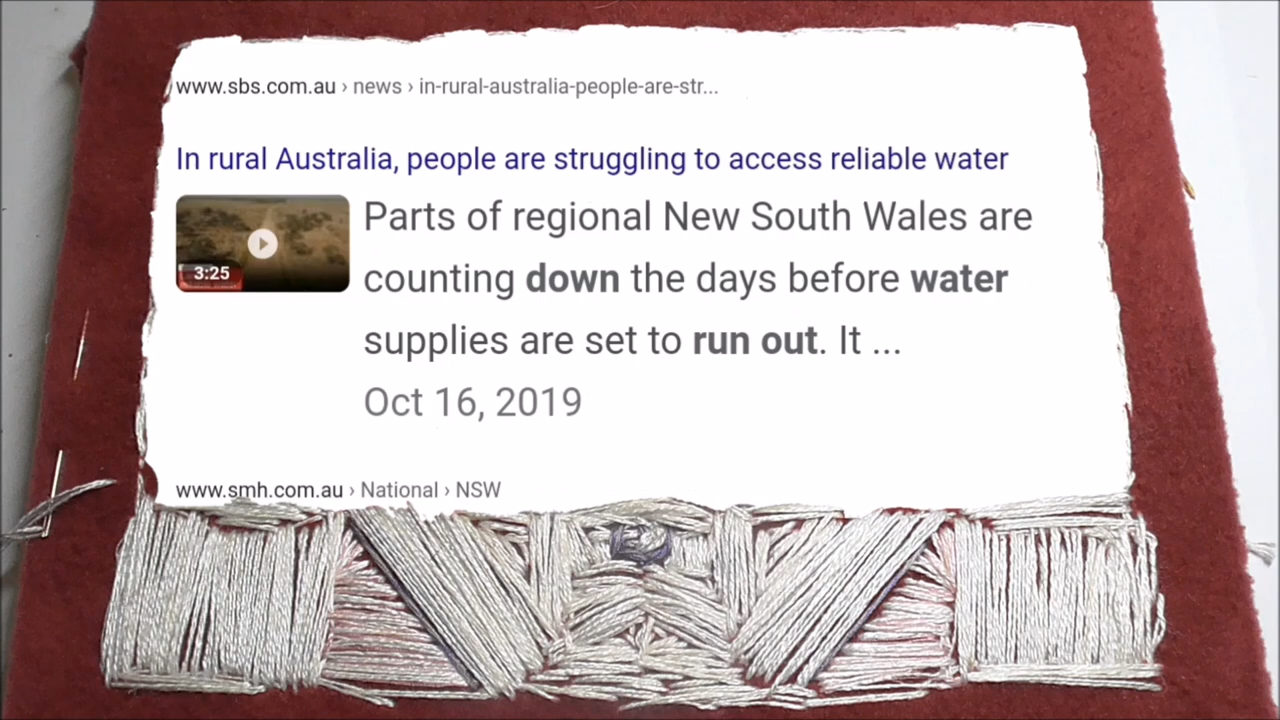 www.sbs.com.au › news › in-rural-australia-people-are-str...
In rural Australia, people are struggling to access reliable water
3:25
Parts of regional New South Wales are
counting down the days before water
supplies are set to run out. It ...
Oct 16, 2019
www.smh.com.au › National › NSW